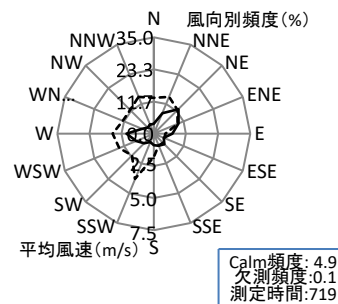 N
風向別頻度(%)
NNW
35.0
NNE
NW
23.3
NE
WN...
11.7
ENE
W
0.0
E
WSW
2.5
ESE
SW
5.0
SE
SSW
7.5
SSE
S
平均風速(m/s)
Calm頻度: 4.9
欠測頻度:0.1
測定時間:719